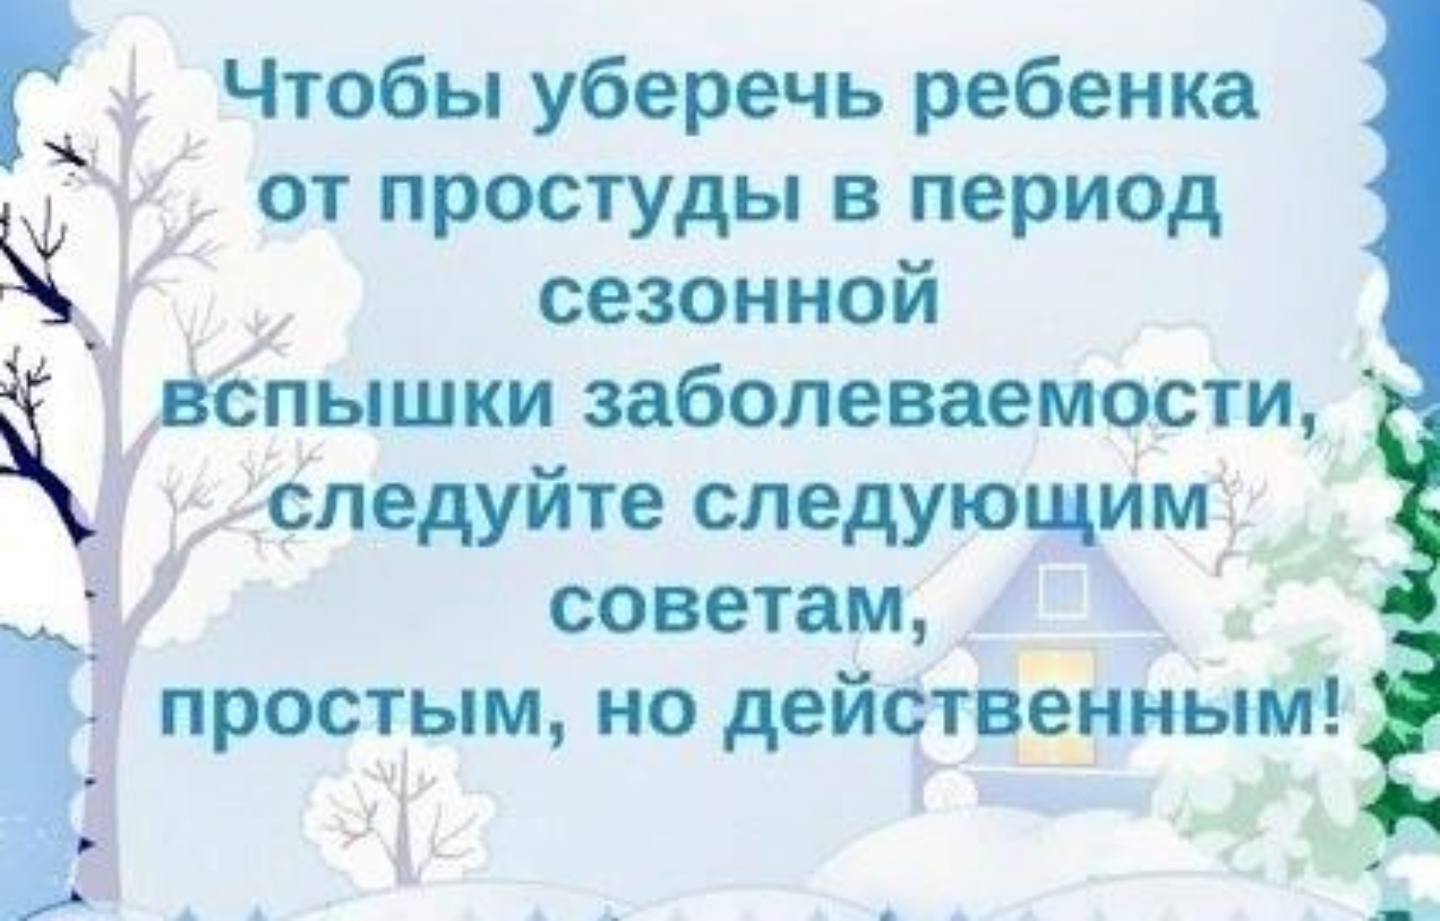 Чтобы уберечь ребенка
от простуды в период
сезонной
вспышки заболеваемости,
следуйте следующим
советам,
простым, но действенным!